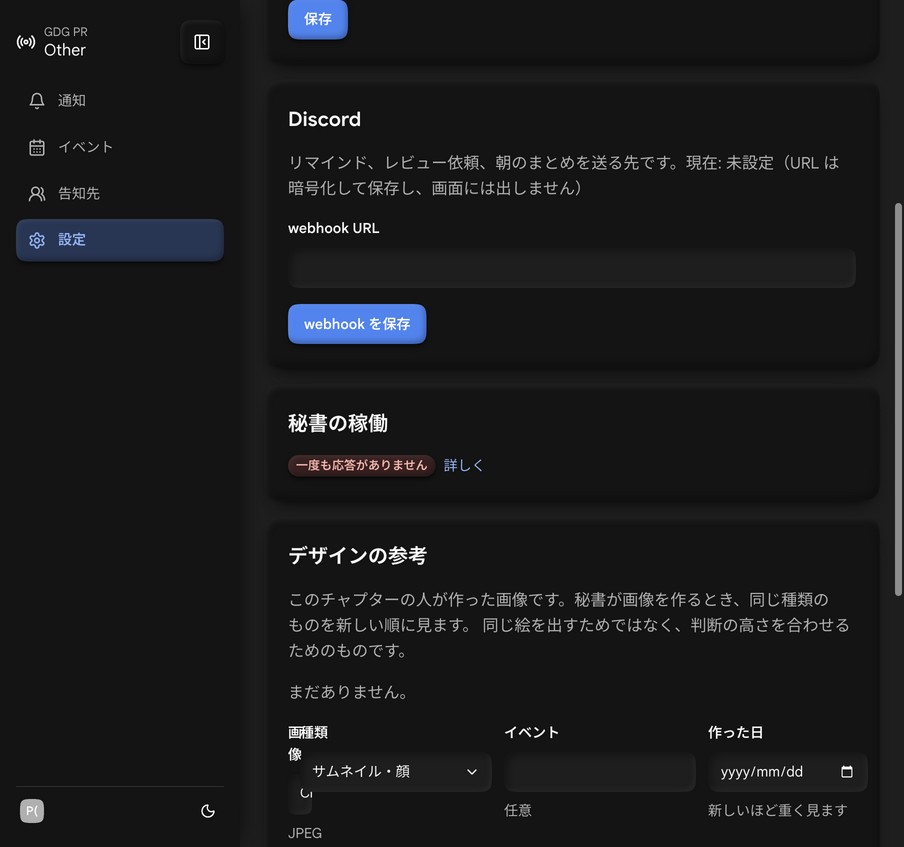 GDG PR
Other
通知
イベント
告知先
設定
P(
保存
Discord
リマインド、レビュー依頼、朝のまとめを送る先です。現在: 未設定（URL は
暗号化して保存し、画面には出しません）
webhook URL
webhook を保存
秘書の稼働
一度も応答がありません 詳しく
デザインの参考
このチャプターの人が作った画像です。秘書が画像を作るとき、同じ種類の
ものを新しい順に見ます。 同じ絵を出すためではなく、判断の高さを合わせる
ためのものです。
まだありません。
画像
種類
サムネイル・顔
JPEG
イベント
任意
作った日
yyyy/mm/dd
新しいほど重く見ます